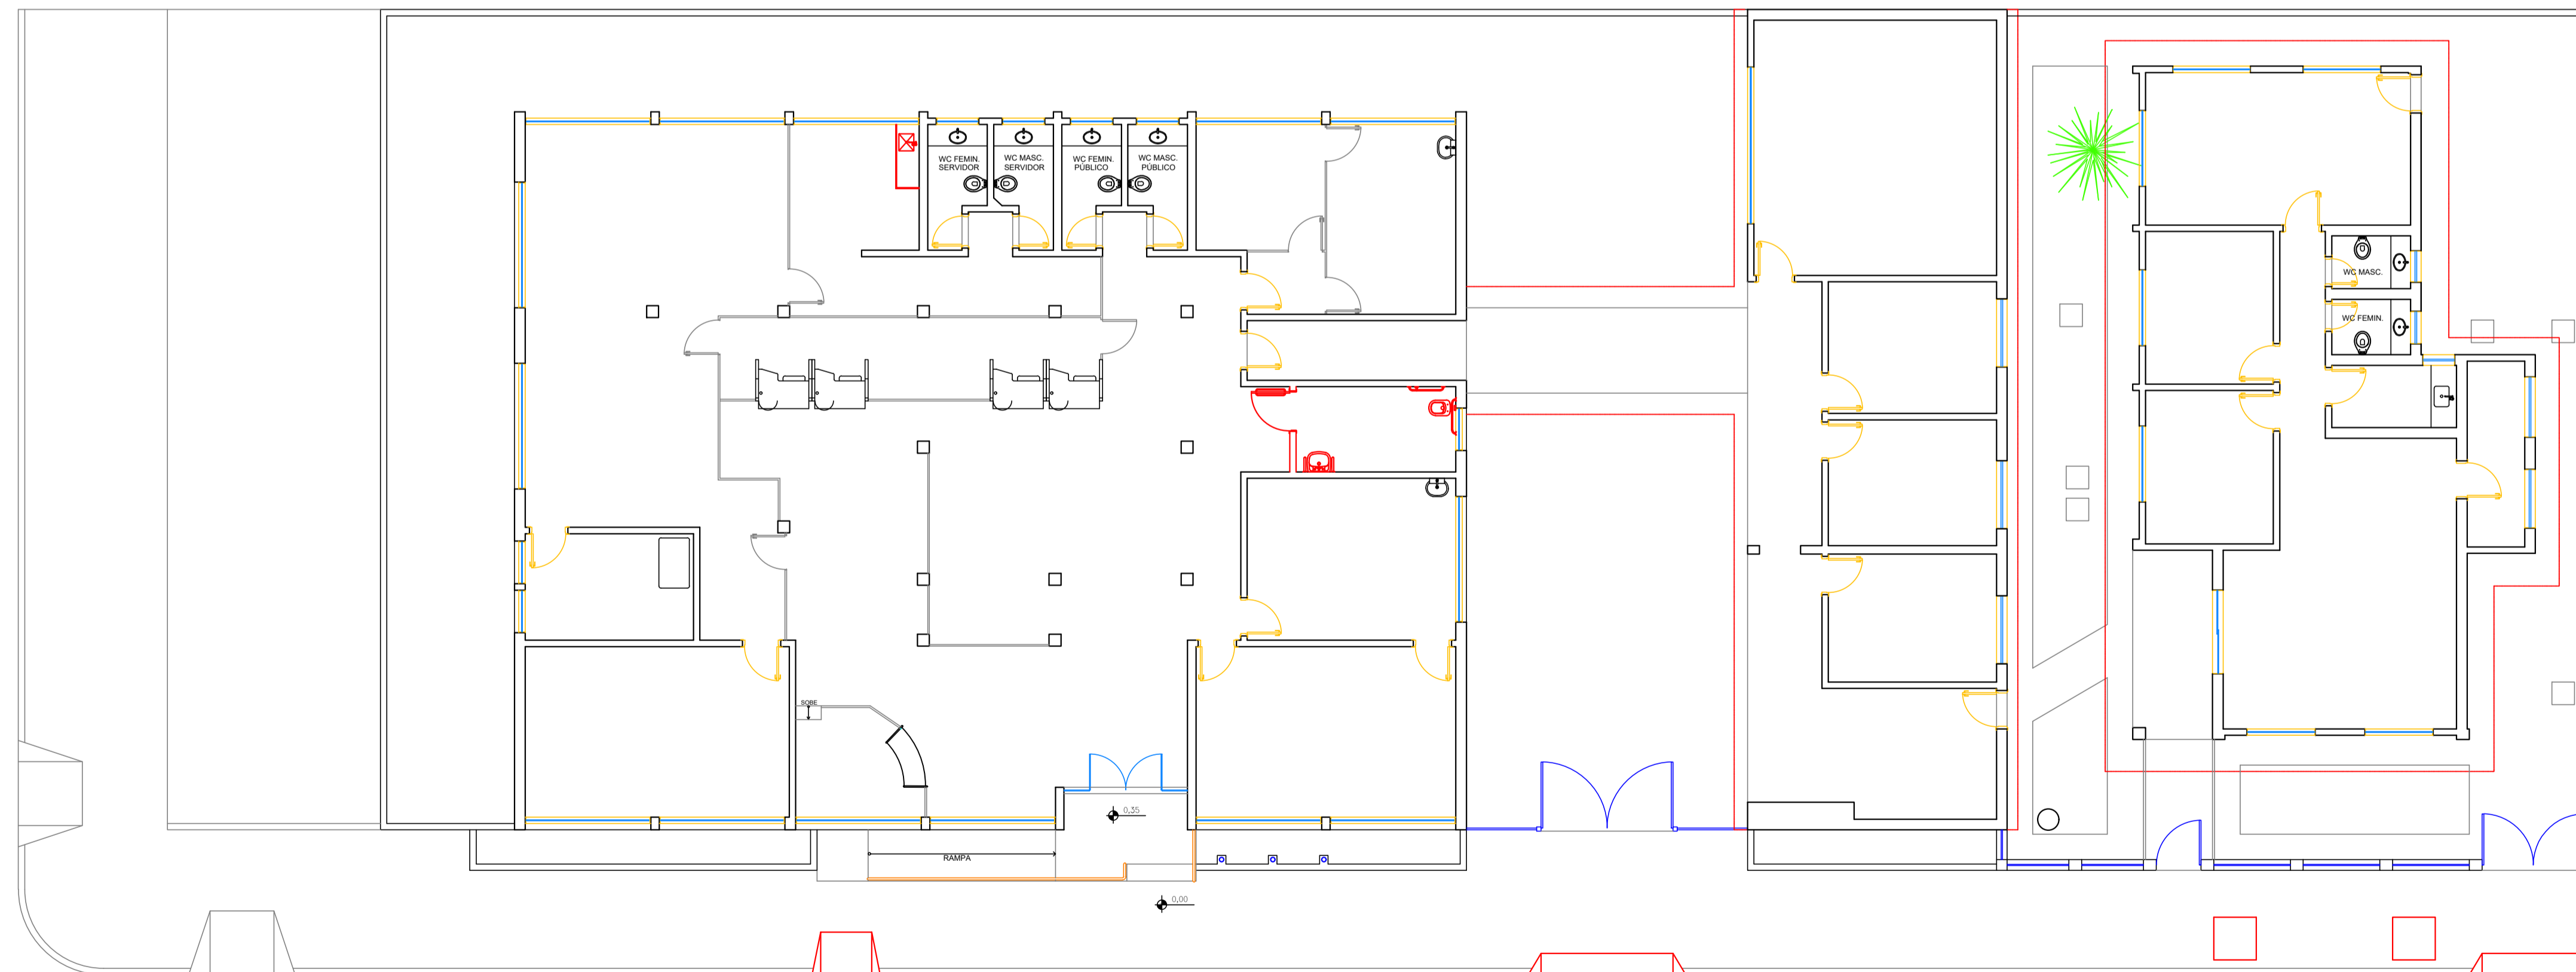 WC FEMIN.
SERVIDOR
WC MASC.
SERVIDOR
WC FEMIN.
PÚBLICO
WC MASC.
PÚBLICO
WC MASC.
WC FEMIN.
SOBE
0,35
RAMPA
0,00